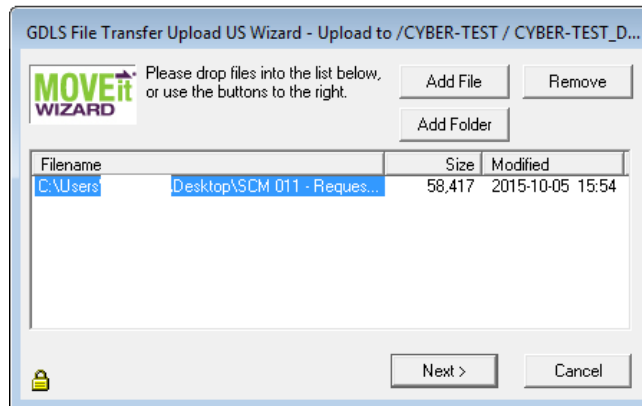 GDLS File Transfer Upload US Wizard - Upload to /CYBER-TEST / CYBER-TEST_D...
MOVEit
WIZARD
Please drop files into the list below,
or use the buttons to the right.
Add File
Remove
Add Folder
Filename Size Modified
C:\Users\ \Desktop\SCM 011 - Reques... 58,417 2015-10-05 15:54
Next >
Cancel